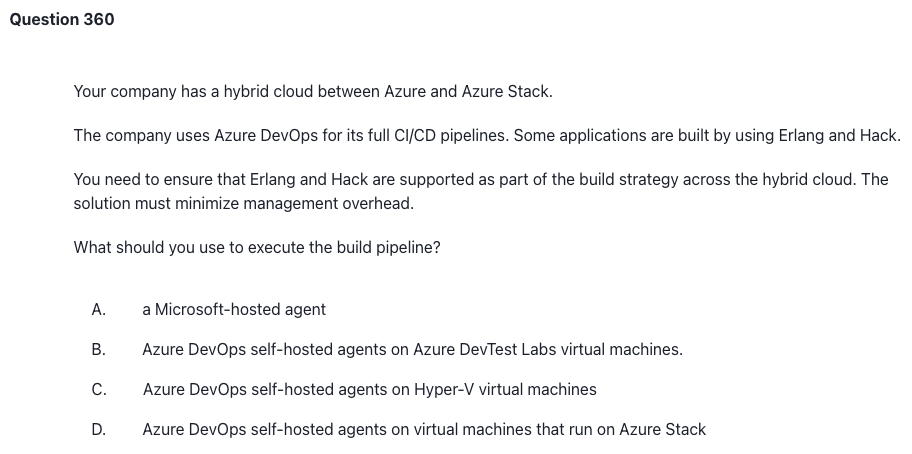 Question 360
Your company has a hybrid cloud between Azure and Azure Stack.
The company uses Azure DevOps for its full CI/CD pipelines. Some applications are built by using Erlang and Hack.
You need to ensure that Erlang and Hack are supported as part of the build strategy across the hybrid cloud. The
solution must minimize management overhead.
What should you use to execute the build pipeline?
A. a Microsoft-hosted agent
B. Azure DevOps self-hosted agents on Azure DevTest Labs virtual machines.
C. Azure DevOps self-hosted agents on Hyper-V virtual machines
D. Azure DevOps self-hosted agents on virtual machines that run on Azure Stack